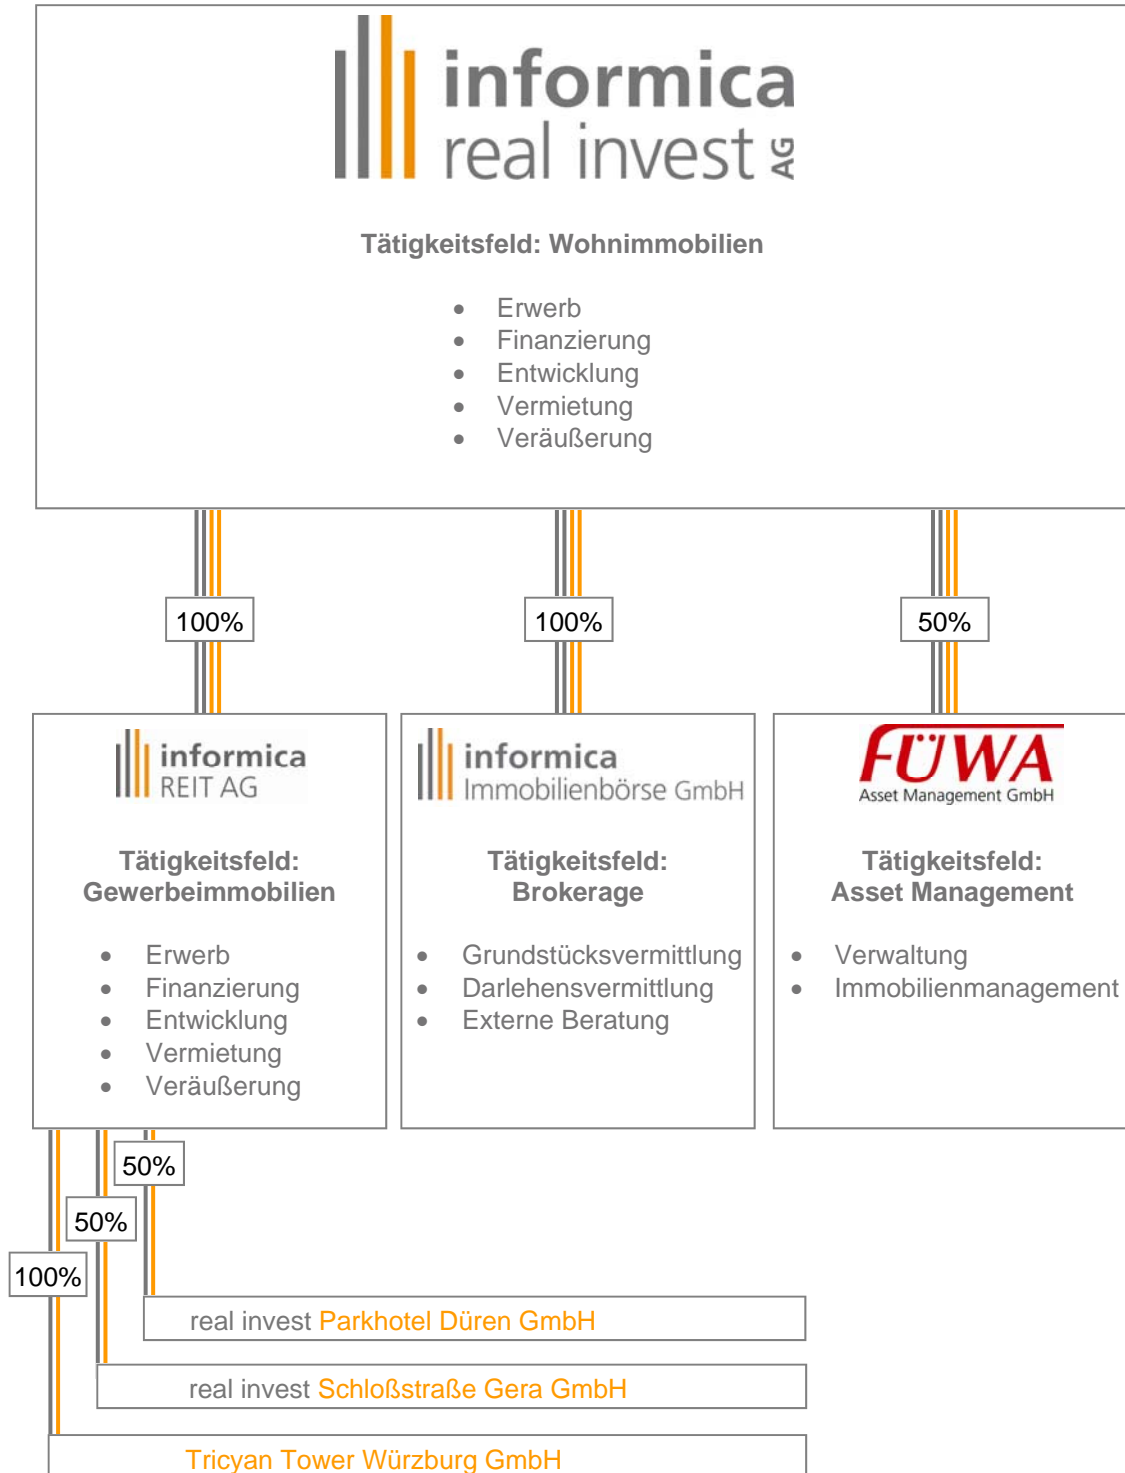 informica
real invest AG
Tätigkeitsfeld: Wohnimmobilien
• Erwerb
• Finanzierung
• Entwicklung
• Vermietung
• Veräußerung
100%
100%
50%
informica
REIT AG
Tätigkeitsfeld:
Gewerbeimmobilien
• Erwerb
• Finanzierung
• Entwicklung
• Vermietung
• Veräußerung
informica
Immobilienbörse GmbH
Tätigkeitsfeld:
Brokerage
• Grundstücksvermittlung
• Darlehensvermittlung
• Externe Beratung
FÜWA
Asset Management GmbH
Tätigkeitsfeld:
Asset Management
• Verwaltung
• Immobilienmanagement
50%
50%
100%
real invest Parkhotel Düren GmbH
real invest Schloßstraße Gera GmbH
Tricyan Tower Würzburg GmbH